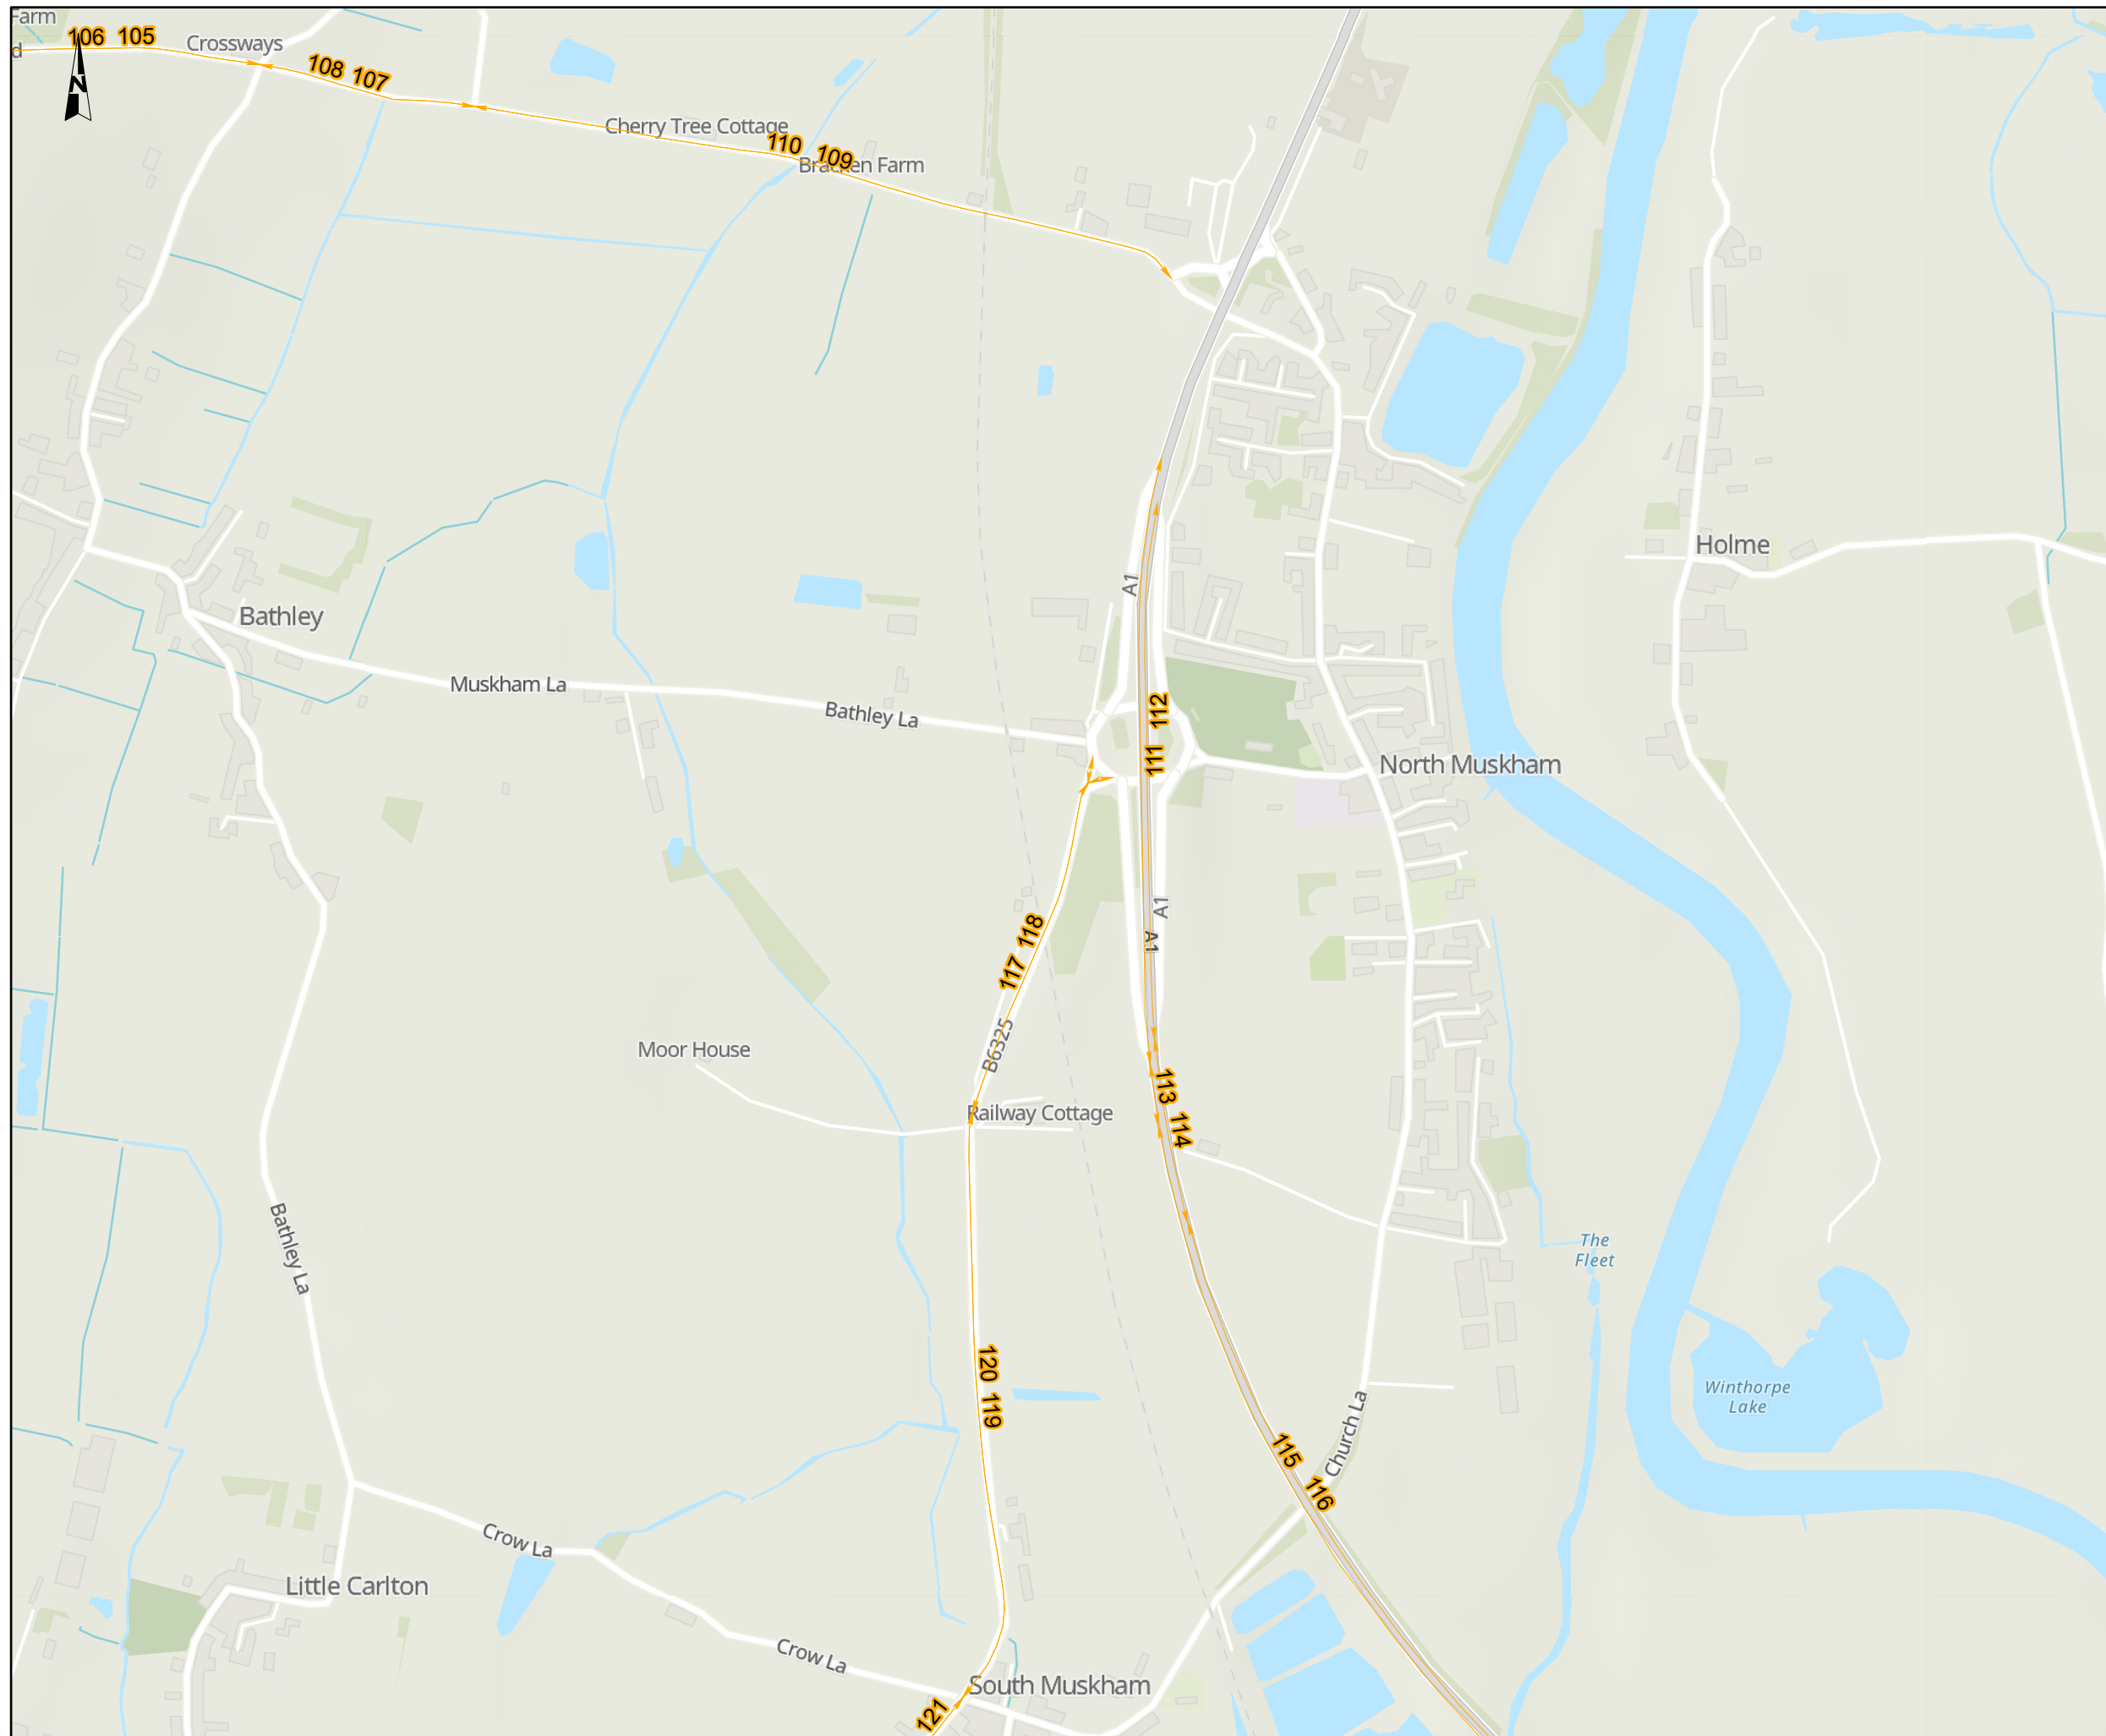 Farm
d
106 105
Crossways
N
108 107
Cherry Tree Cottage
110 109
Bracken Farm
A1
Holme
Bathley
Muskham La
Bathley La
112
111
North Muskham
A1
A1
118
117
B6325
Moor House
Railway Cottage
113
114
Bathley La
The
Fleet
120
119
Winthorpe
Lake
Church La
115
116
Crow La
Little Carlton
Crow La
South Muskham
121